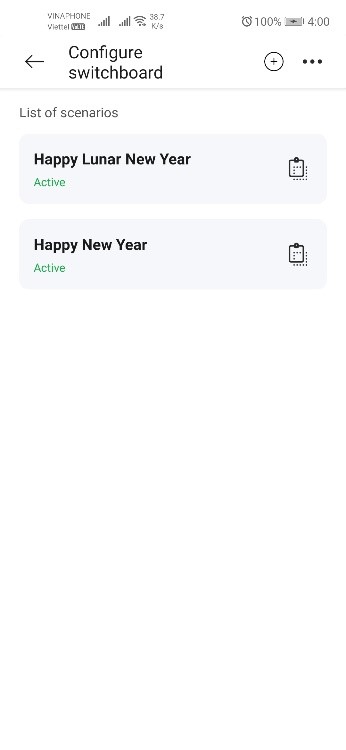 VINAPHONE
Viettel VoLTE
38.7
K/s
100%
4:00
Configure
switchboard
List of scenarios
Happy Lunar New Year
Active
Happy New Year
Active